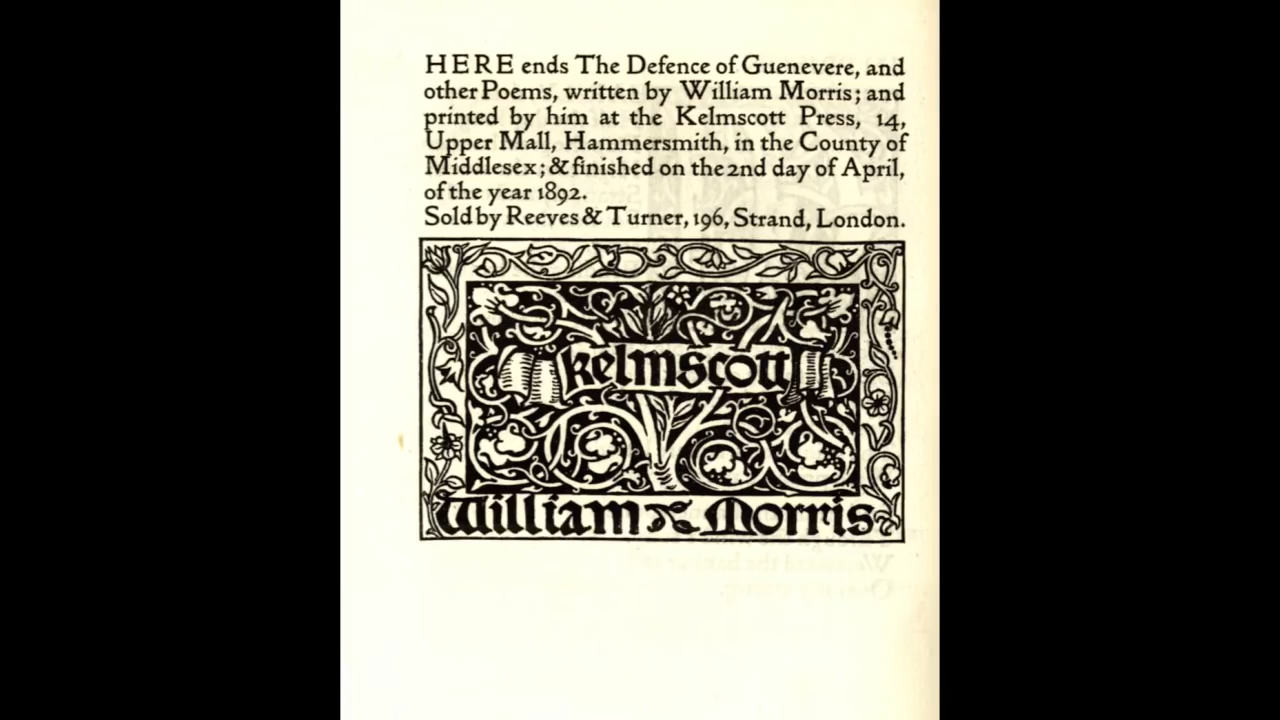 HERE ends The Defence of Guenevere, and
other Poems, written by William Morris; and
printed by him at the Kelmscott Press, 14,
Upper Mall, Hammersmith, in the County of
Middlesex; & finished on the 2nd day of April,
of the year 1892.
Sold by Reeves & Turner, 196, Strand, London.
kelmscott
William Morris